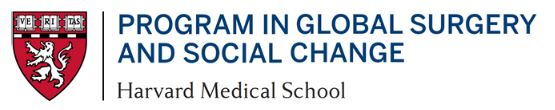 VE RI TAS
PROGRAM IN GLOBAL SURGERY
AND SOCIAL CHANGE
Harvard Medical School